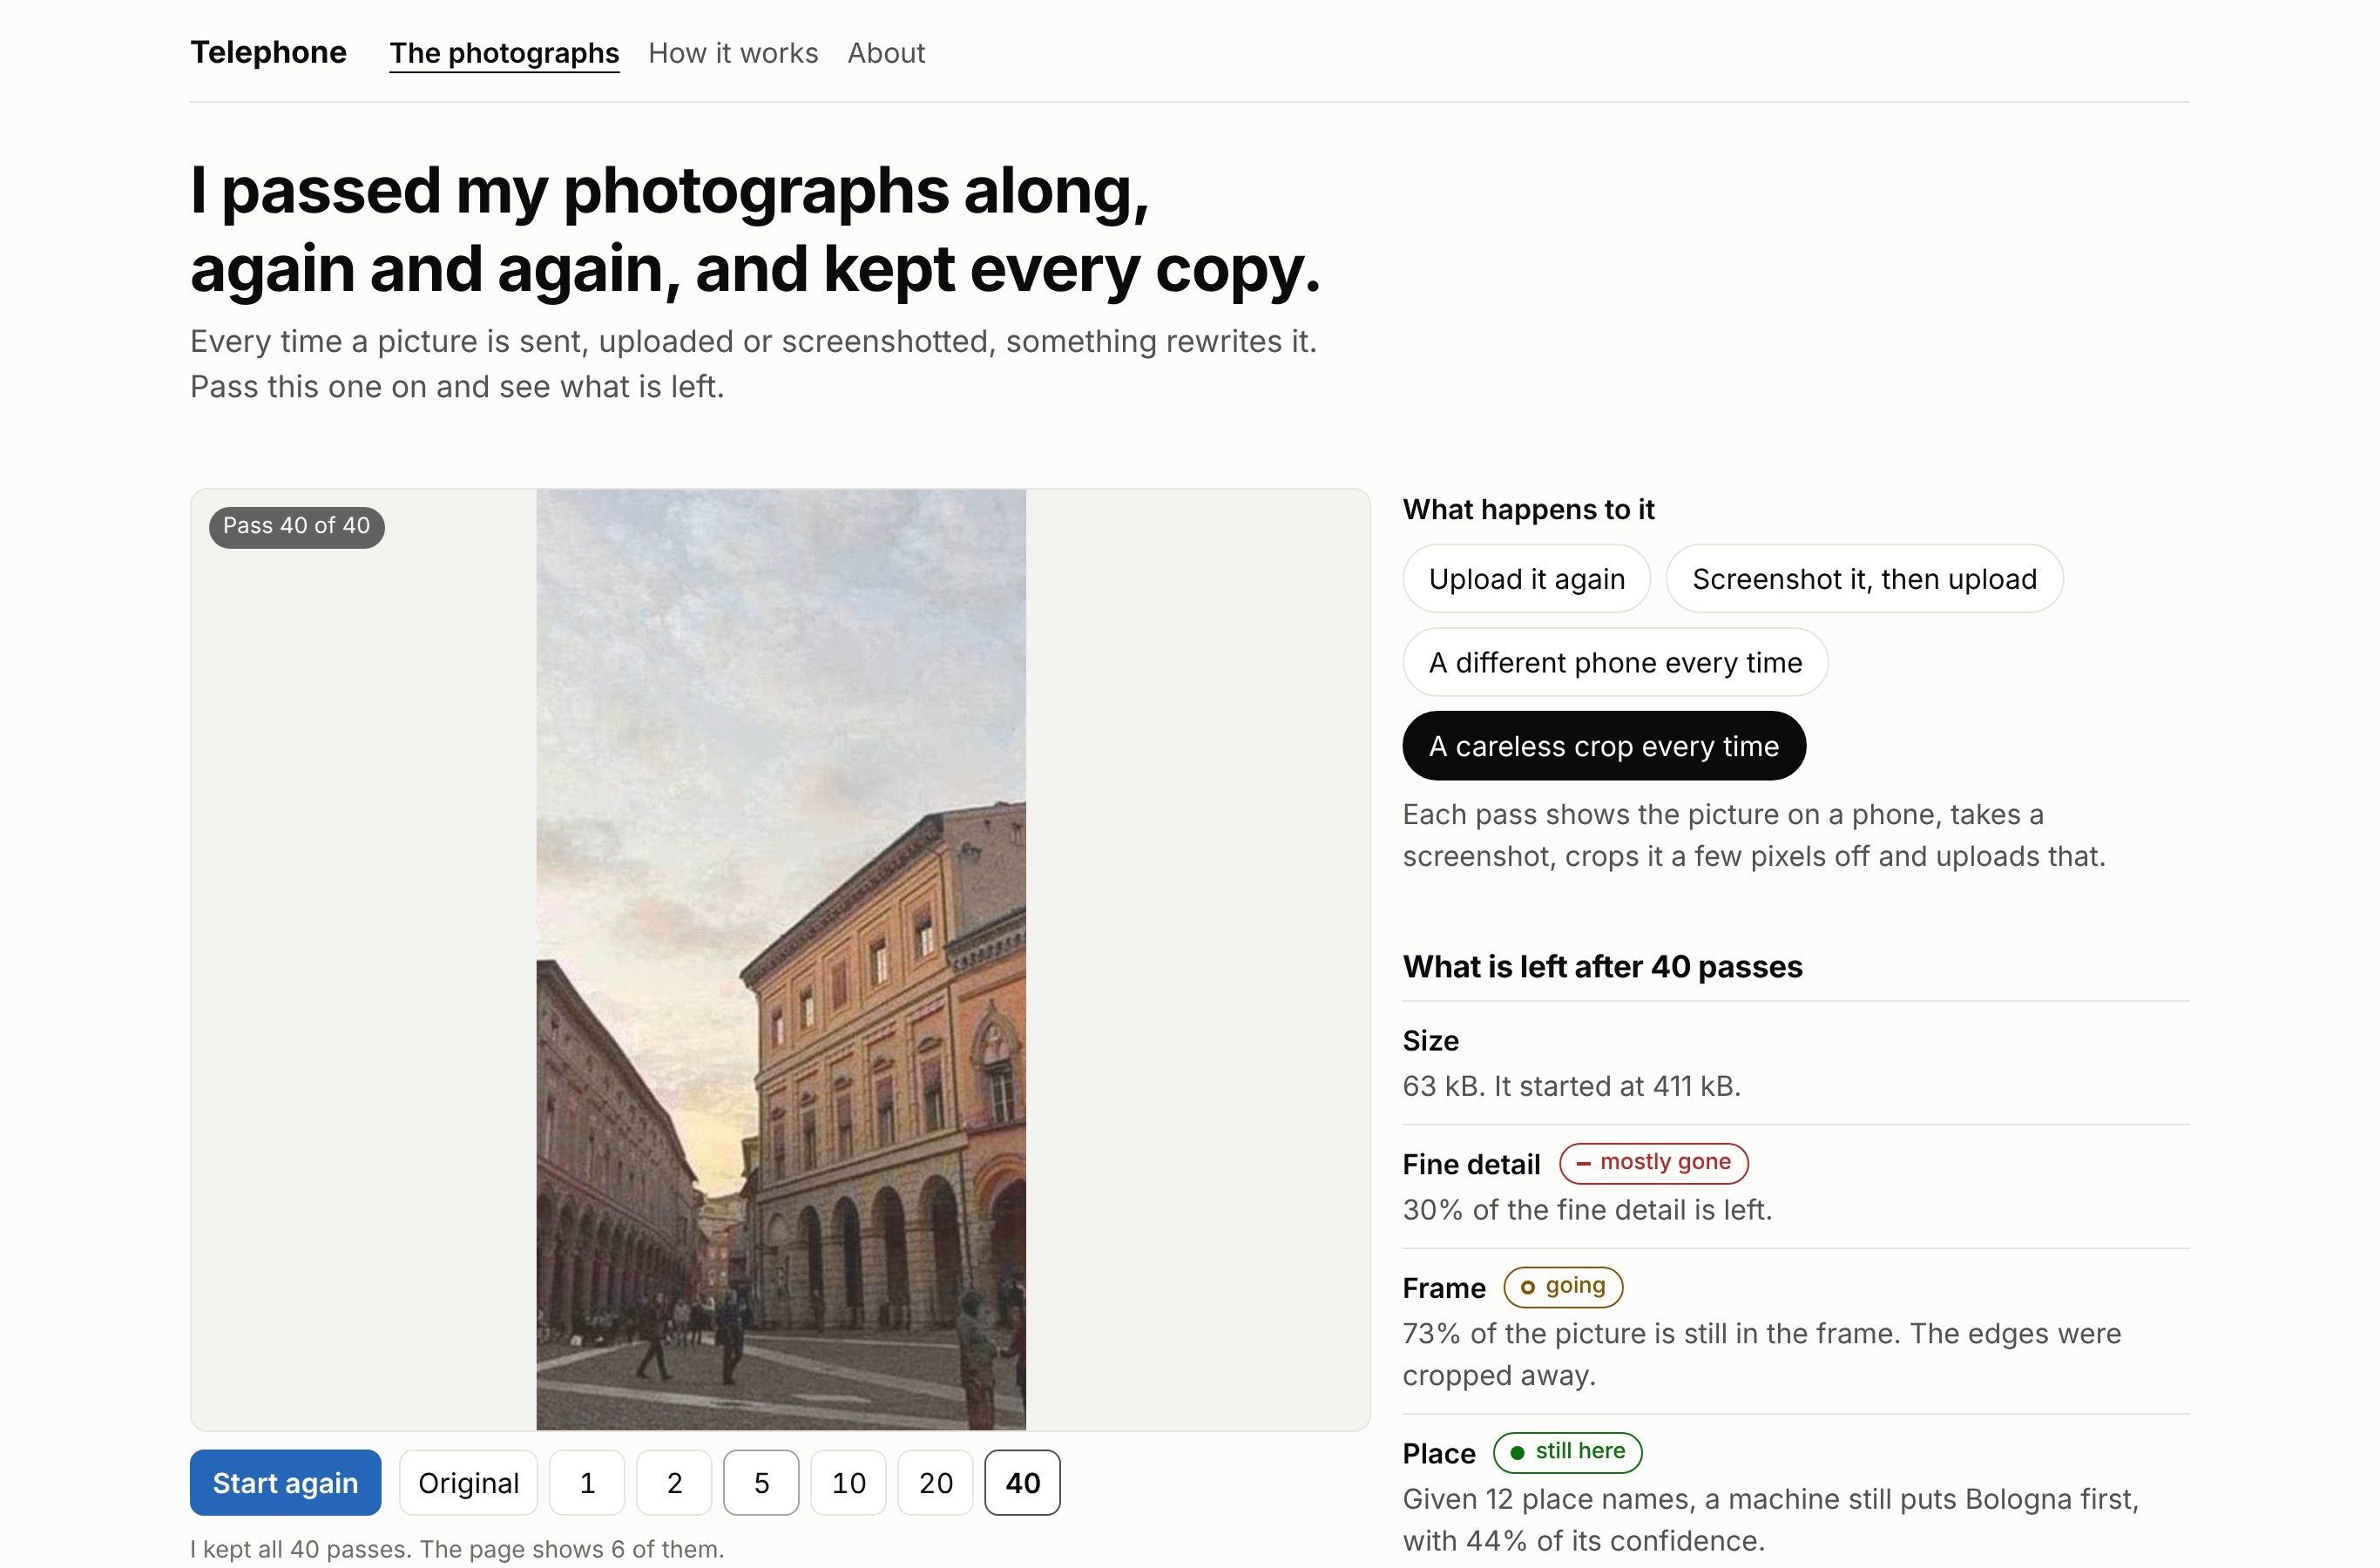 Telephone
The photographs
How it works
About
I passed my photographs along,
again and again, and kept every copy.
Every time a picture is sent, uploaded or screenshotted, something rewrites it.
Pass this one on and see what is left.
Pass 40 of 40
What happens to it
Upload it again
Screenshot it, then upload
A different phone every time
A careless crop every time
Each pass shows the picture on a phone, takes a
screenshot, crops it a few pixels off and uploads that.
What is left after 40 passes
Size
63 kB. It started at 411 kB.
Fine detail
mostly gone
30% of the fine detail is left.
Frame
going
73% of the picture is still in the frame. The edges were
cropped away.
Place
still here
Given 12 place names, a machine still puts Bologna first,
with 44% of its confidence.
Start again
Original
1
2
5
10
20
40
I kept all 40 passes. The page shows 6 of them.